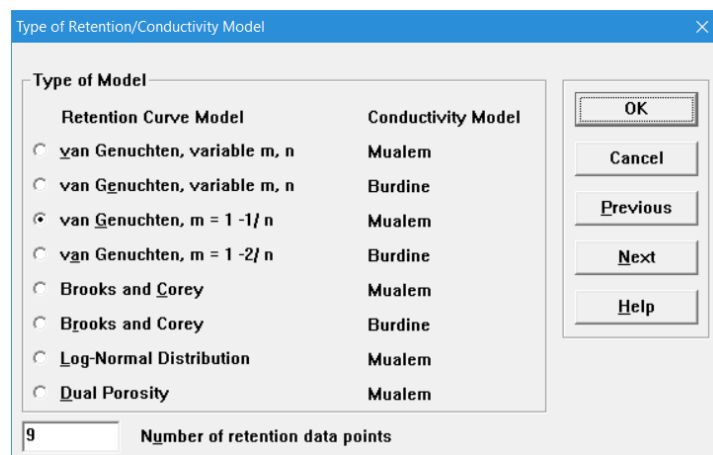 Type of Retention/Conductivity Model
Type of Model
Retention Curve Model Conductivity Model
van Genuchten, variable m, n Mualem
van Genuchten, variable m, n Burdine
van Genuchten, m = 1 -1/ n Mualem
van Genuchten, m = 1 -2/ n Burdine
Brooks and Corey Mualem
Brooks and Corey Burdine
Log-Normal Distribution Mualem
Dual Porosity Mualem
9 Number of retention data points
OK
Cancel
Previous
Next
Help